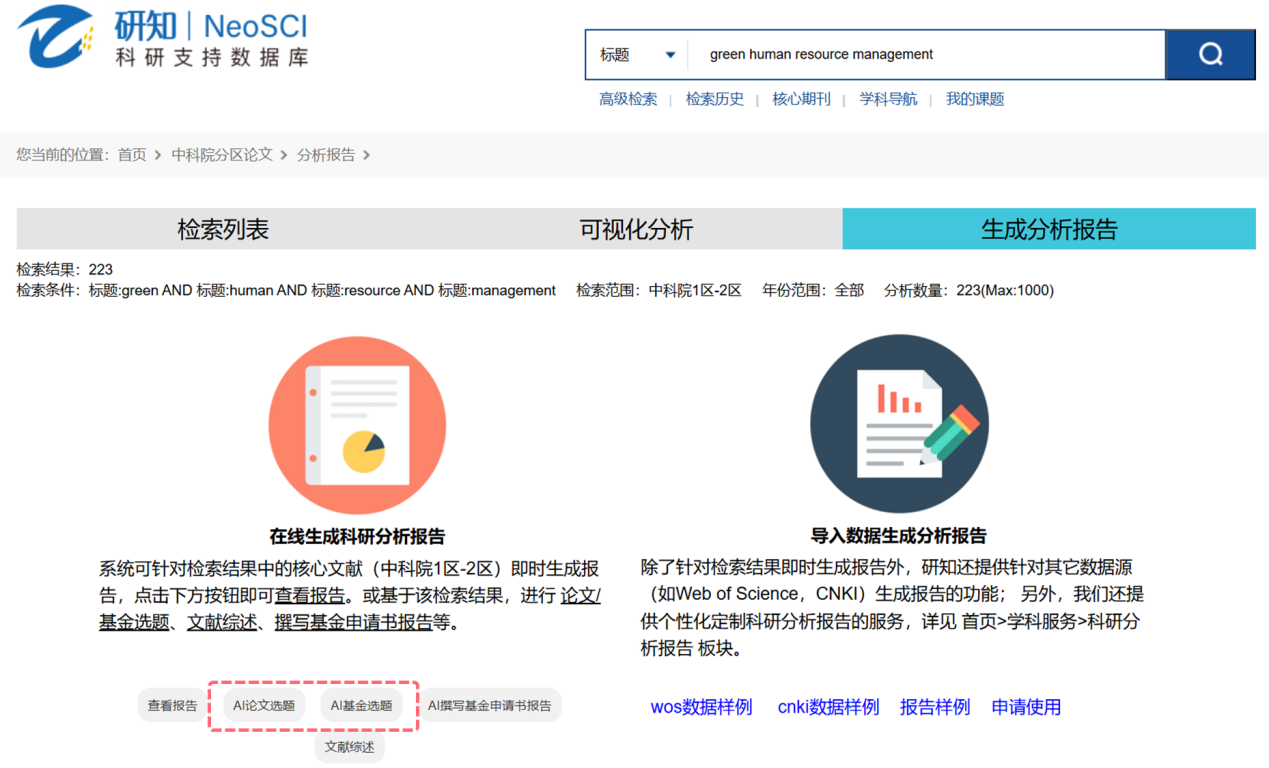 研知 | NeoSCI
科研支持数据库
标题 green human resource management
高级检索 | 检索历史 | 核心期刊 | 学科导航 | 我的课题
您当前的位置：首页 > 中科院分区论文 > 分析报告 >
检索列表 可视化分析 生成分析报告
检索结果：223
检索条件：标题:green AND 标题:human AND 标题:resource AND 标题:management 检索范围：中科院1区-2区 年份范围：全部 分析数量：223(Max:1000)
在线生成科研分析报告
系统可针对检索结果中的核心文献（中科院1区-2区）即时生成报
告，点击下方按钮即可查看报告。或基于该检索结果，进行 论文/
基金选题、文献综述、撰写基金申请书报告等。
查看报告 AI论文选题 AI基金选题 AI撰写基金申请书报告
文献综述
导入数据生成分析报告
除了针对检索结果即时生成报告外，研知还提供针对其它数据源
（如Web of Science，CNKI）生成报告的功能； 另外，我们还提
供个性化定制科研分析报告的服务，详见 首页>学科服务>科研分
析报告 板块。
wos数据样例 cnki数据样例 报告样例 申请使用